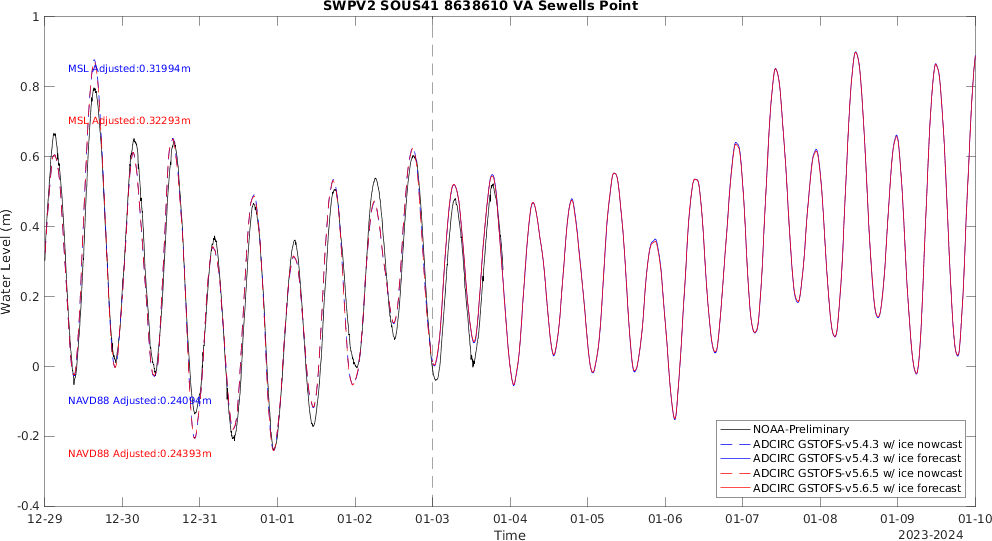 SWPV2 SOUS41 8638610 VA Sewells Point
1
0.8
0.6
0.4
0.2
0
-0.2
-0.4
Water Level (m)
MSL Adjusted:0.31994m
MSL Adjusted:0.32293m
NAVD88 Adjusted:0.24094m
NAVD88 Adjusted:0.24393m
NOAA-Preliminary
ADCIRC GSTOFS-v5.4.3 w/ ice nowcast
ADCIRC GSTOFS-v5.4.3 w/ ice forecast
ADCIRC GSTOFS-v5.6.5 w/ ice nowcast
ADCIRC GSTOFS-v5.6.5 w/ ice forecast
12-29 12-30 12-31 01-01 01-02 01-03 01-04 01-05 01-06 01-07 01-08 01-09 01-10
Time
2023-2024